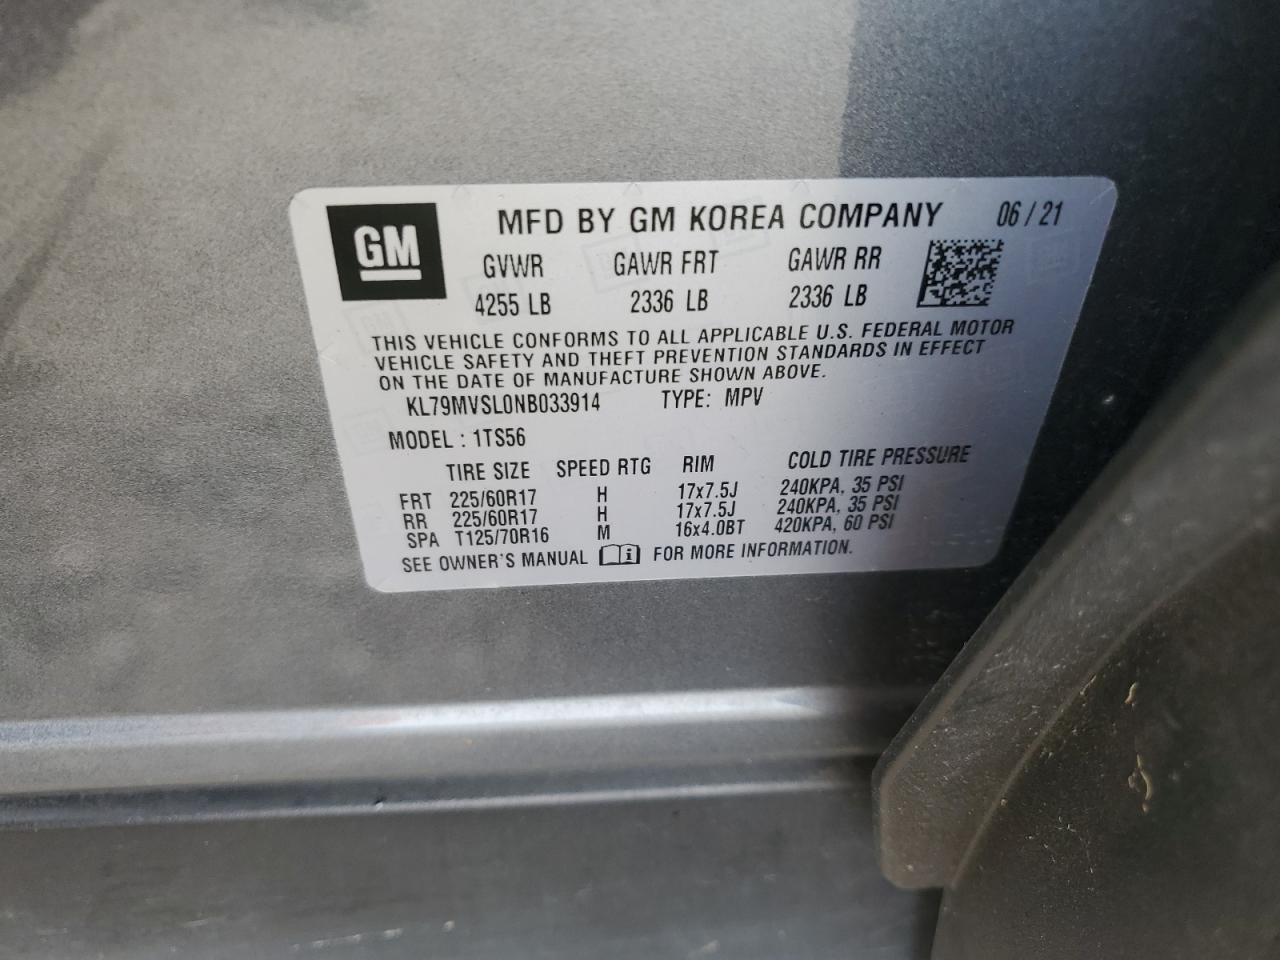 GM
MFD BY GM KOREA COMPANY 06/21
GVWR GAWR FRT GAWR RR
4255 LB 2336 LB 2336 LB
THIS VEHICLE CONFORMS TO ALL APPLICABLE U.S. FEDERAL MOTOR
VEHICLE SAFETY AND THEFT PREVENTION STANDARDS IN EFFECT
ON THE DATE OF MANUFACTURE SHOWN ABOVE.
KL79MVSL0NB033914 TYPE: MPV
MODEL : 1TS56
TIRE SIZE SPEED RTG RIM COLD TIRE PRESSURE
FRT 225/60R17 H 17x7.5J 240KPA, 35 PSI
RR 225/60R17 H 17x7.5J 240KPA, 35 PSI
SPA T125/70R16 M 16x4.0BT 420KPA, 60 PSI
SEE OWNER'S MANUAL i FOR MORE INFORMATION.